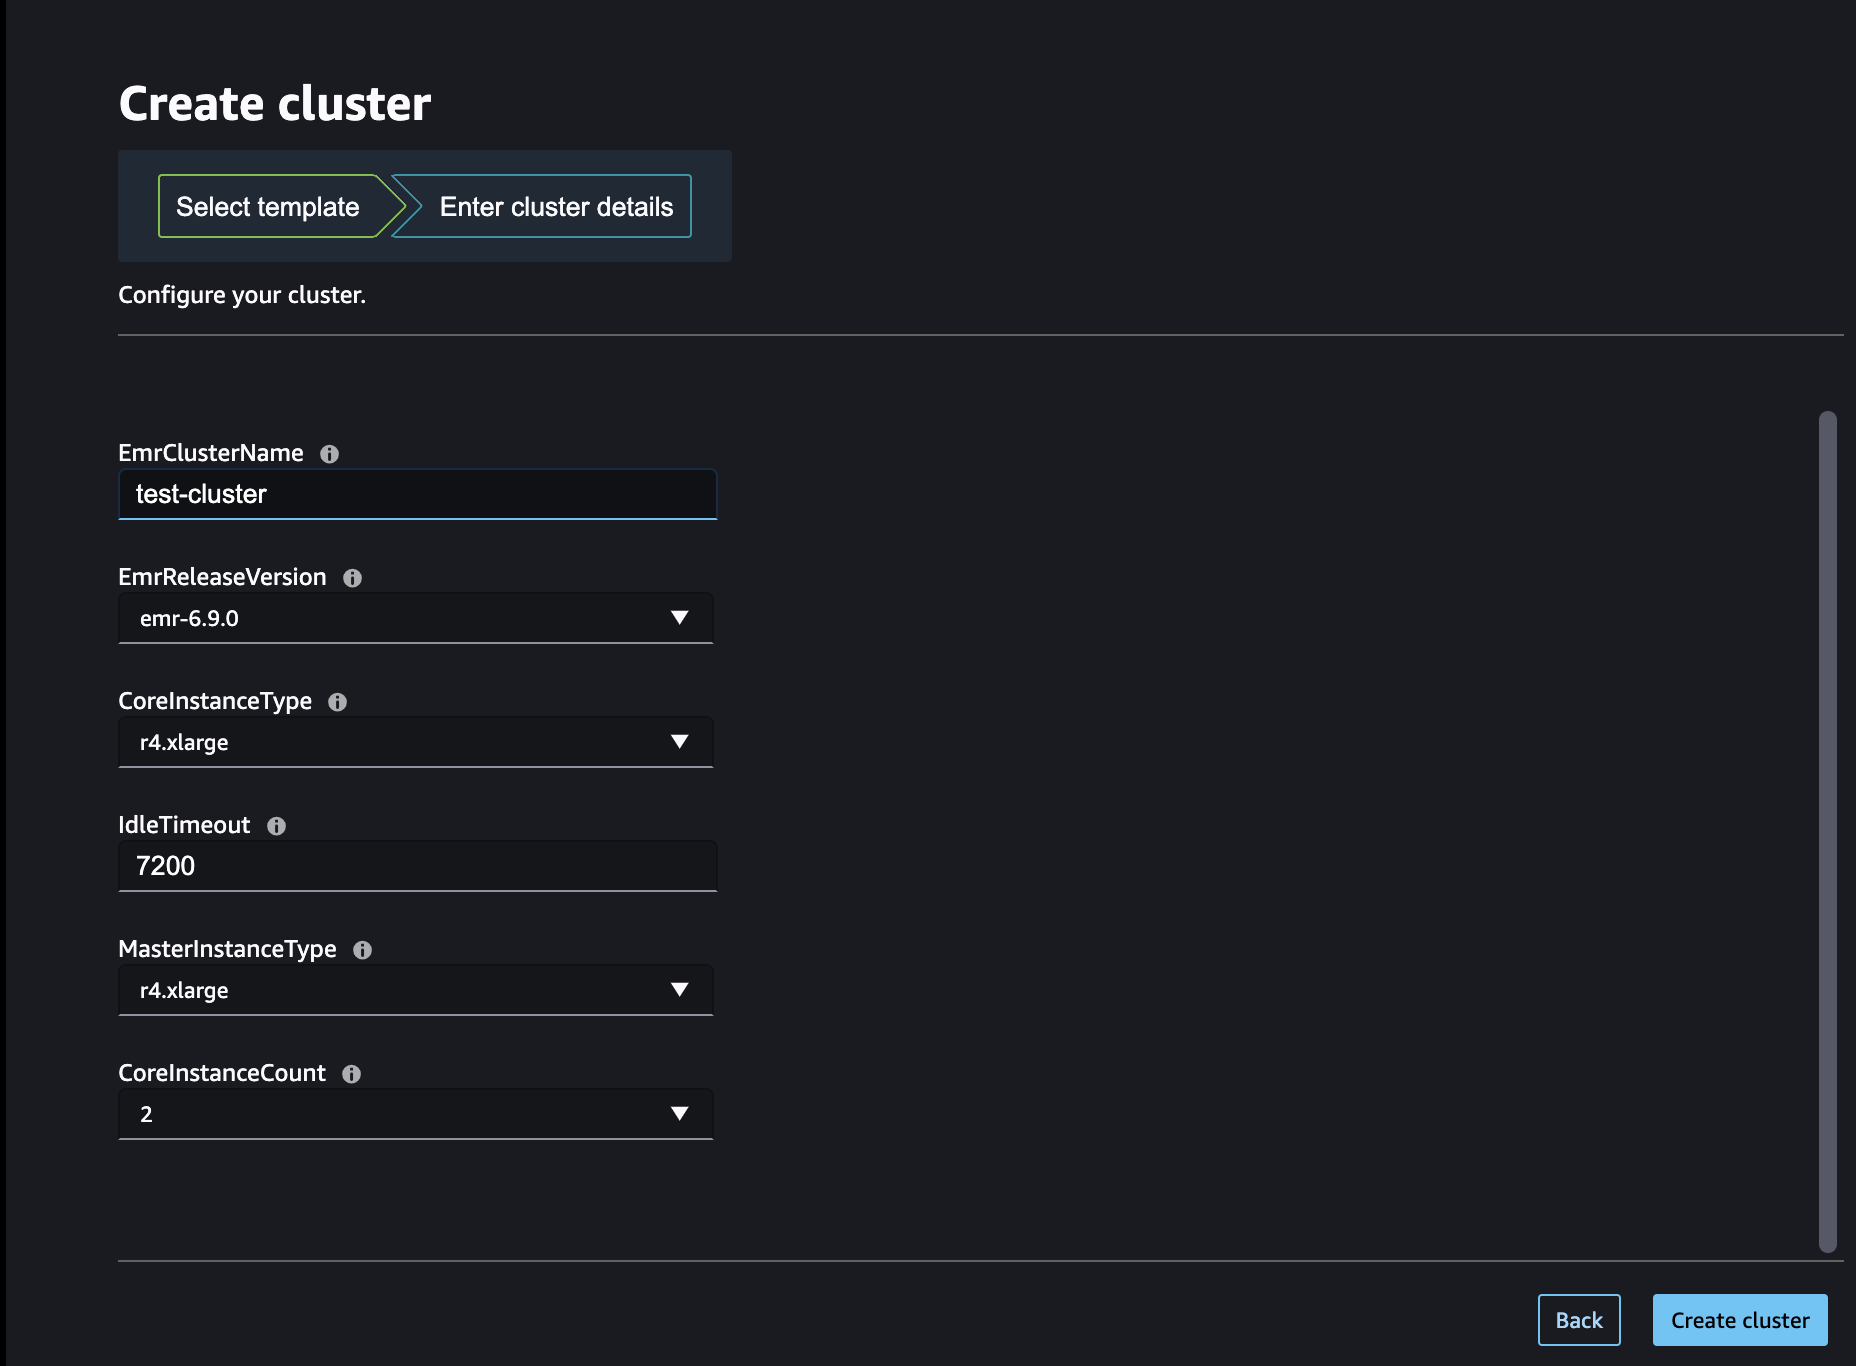 Create cluster
Select template
Enter cluster details
Configure your cluster.
EmrClusterName
test-cluster
EmrReleaseVersion
emr-6.9.0
CoreInstanceType
r4.xlarge
IdleTimeout
7200
MasterInstanceType
r4.xlarge
CoreInstanceCount
2
Back
Create cluster